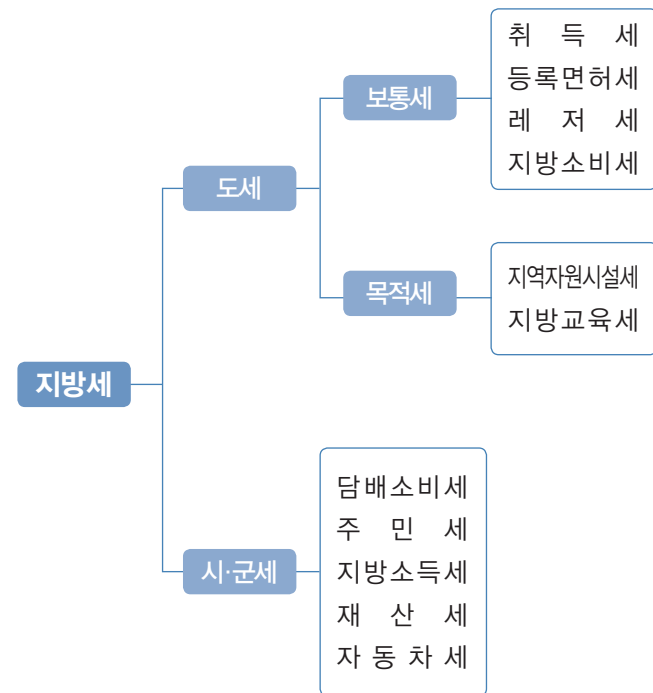 취 득 세
등록면허세
레 저 세
지방소비세
보통세
도세
목적세
지역자원시설세
지방교육세
지방세
담배소비세
주 민 세
지방소득세
재 산 세
자 동 차 세
시·군세